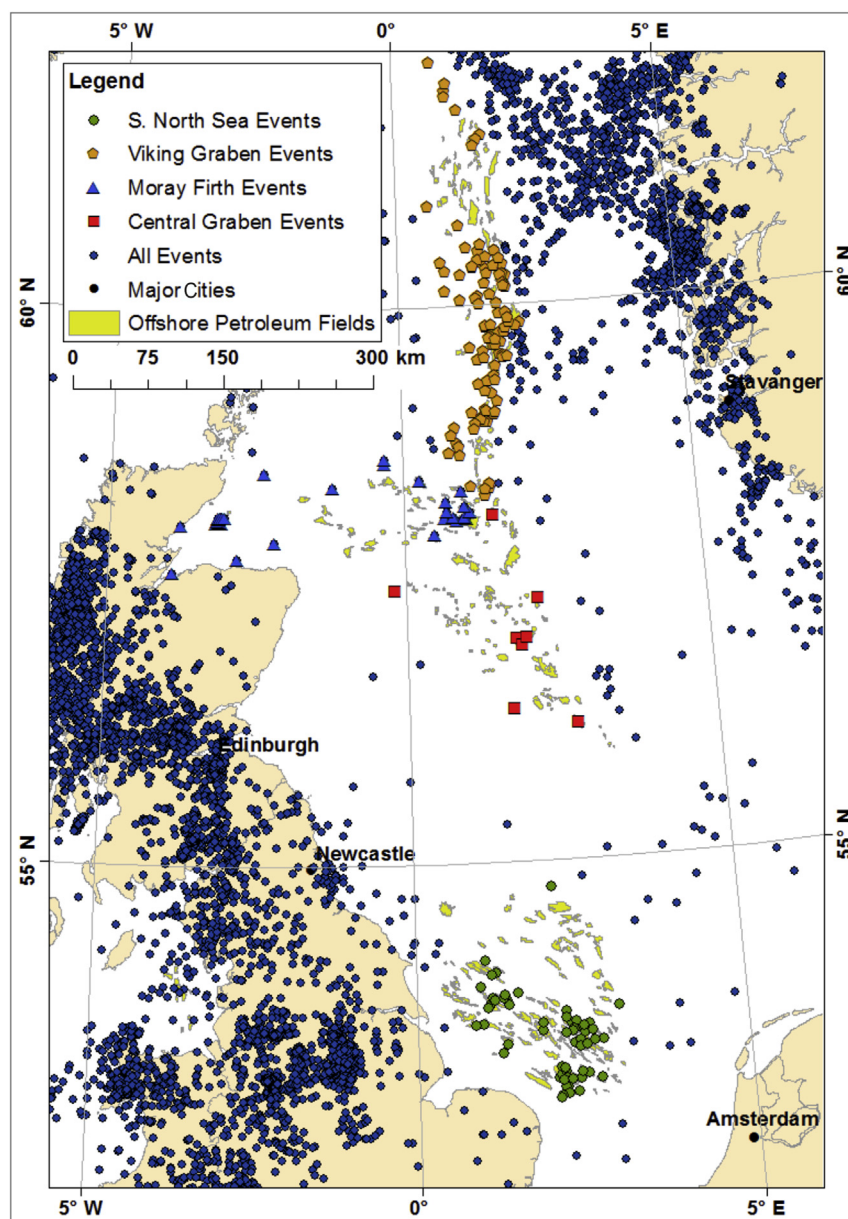 5° W 0° 5° E
Legend
S. North Sea Events
Viking Graben Events
Moray Firth Events
Central Graben Events
All Events
Major Cities
Offshore Petroleum Fields
0 75 150 300 km
60° N
60° N
Stavanger
Edinburgh
Newcastle
55° N
55° N
Amsterdam
5° W 0° 5° E